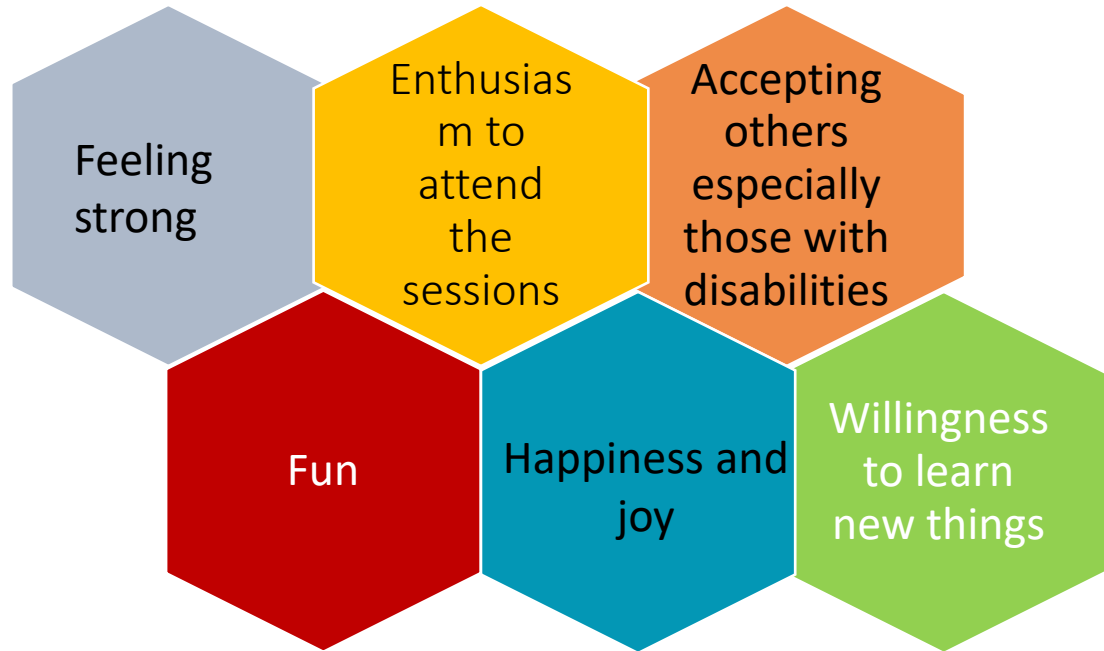 Feeling
strong
Enthusias
m to
attend
the
sessions
Accepting
others
especially
those with
disabilities
Fun
Happiness and
joy
Willingness
to learn
new things